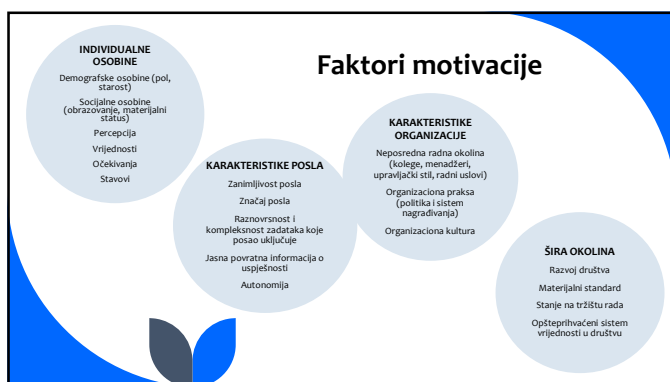 Faktori motivacije
INDIVIDUALNE
OSOBINE
Demografske osobine (pol,
starost)
Socijalne osobine
(obrazovanje, materijalni
status)
Percepcija
Vrijednosti
Očekivanja
Stavovi
KARAKTERISTIKE POSLA
Zanimljivost posla
Značaj posla
Raznovrsnost i
kompleksnost zadataka koje
posao uključuje
Jasna povratna informacija o
uspješnosti
Autonomija
KARAKTERISTIKE
ORGANIZACIJE
Neposredna radna okolina
(kolege, menadžeri,
upravljački stil, radni uslovi)
Organizaciona praksa
(politika i sistem
nagrađivanja)
Organizaciona kultura
ŠIRA OKOLINA
Razvoj društva
Materijalni standard
Stanje na tržištu rada
Opšteprihvaćeni sistem
vrijednosti u društvu